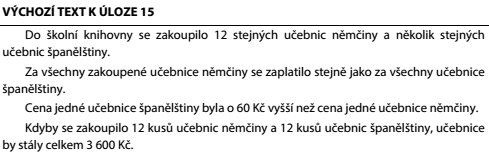 VÝCHOZÍ TEXT K ÚLOZE 15
Do školní knihovny se zakoupilo 12 stejných učebnic němčiny a několik stejných
učebnic španělštiny.
Za všechny zakoupené učebnice němčiny se zaplatilo stejně jako za všechny učebnice
španělštiny.
Cena jedné učebnice španělštiny byla o 60 Kč vyšší než cena jedné učebnice němčiny.
Kdyby se zakoupilo 12 kusů učebnic němčiny a 12 kusů učebnic španělštiny, učebnice
by stály celkem 3 600 Kč.